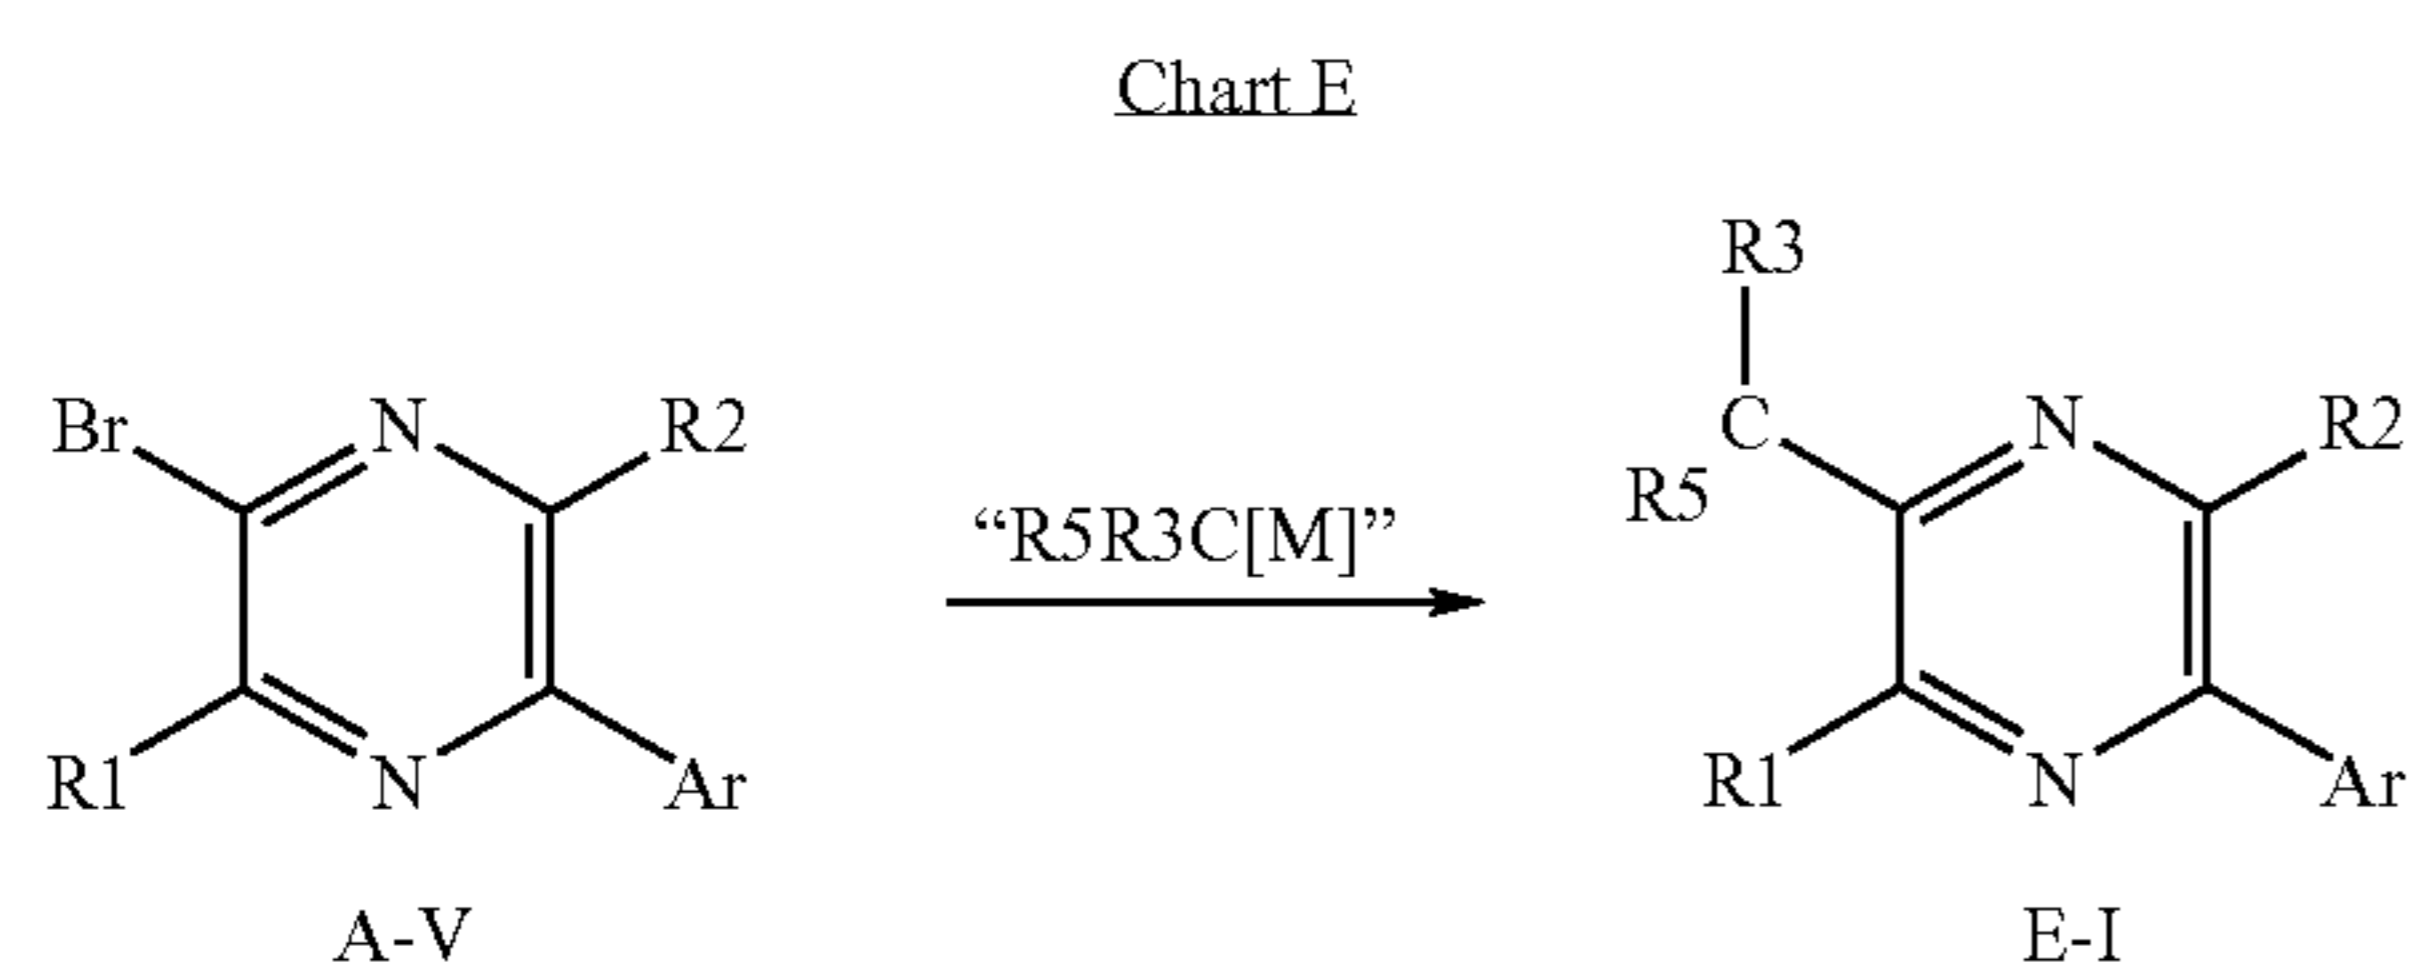 Chart E
R3
Br N R2
C N R2
R5
“R5R3C[M]”
R1 N Ar
R1 N Ar
A-V
E-I